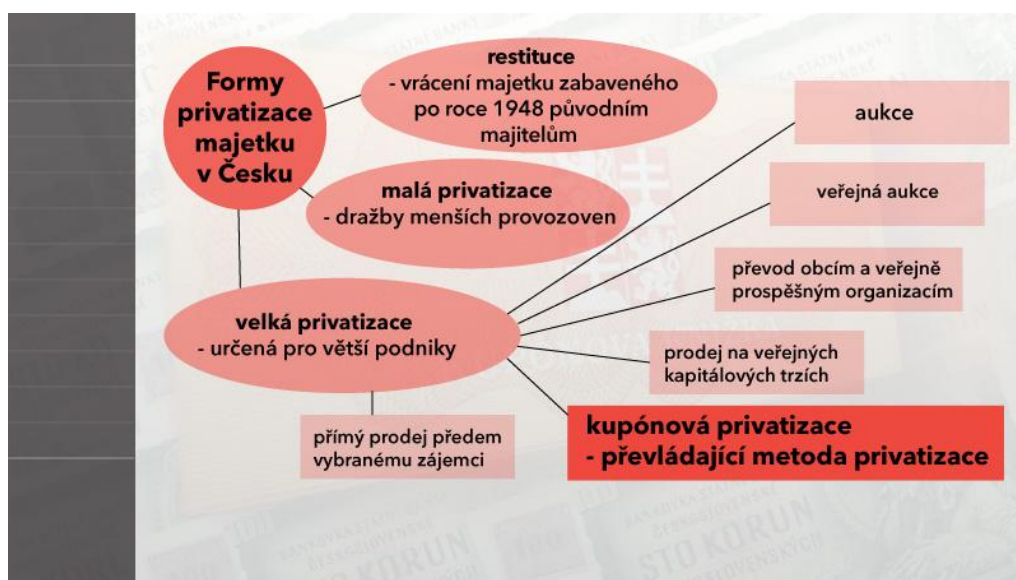 Formy
privatizace
majetku
v Česku
restituce
- vrácení majetku zabaveného
po roce 1948 původním
majitelům
malá privatizace
- dražby menších provozoven
velká privatizace
- určená pro větší podniky
aukce
veřejná aukce
převod obcím a veřejně
prospěšným organizacím
prodej na veřejných
kapitálových trzích
kupónová privatizace
- převládající metoda privatizace
přímý prodej předem
vybranému zájemci
STO KORUN